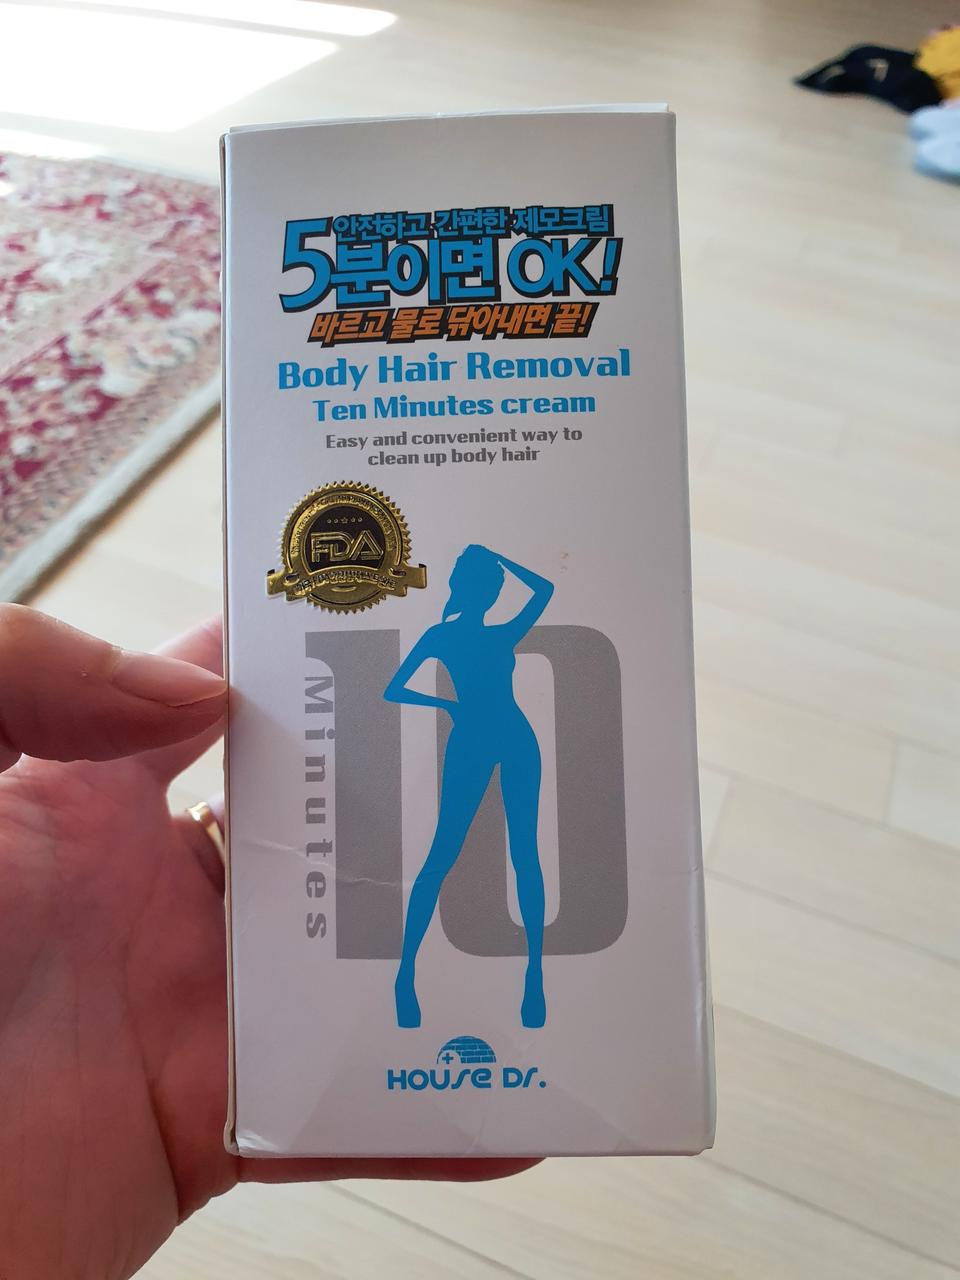 안전하고 간편한 제모크림
5분이면 OK!
바르고 물로 닦아내면 끝!
Body Hair Removal
Ten Minutes cream
Easy and convenient way to
clean up body hair
FDA
10
Minutes
House Dr.